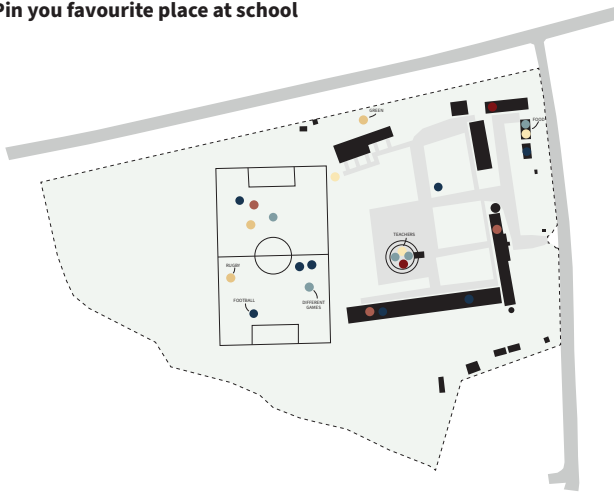 Pin you favourite place at school
GREEN
FOOD
TEACHERS
RUGBY
FOOTBALL
DIFFERENT
GAMES